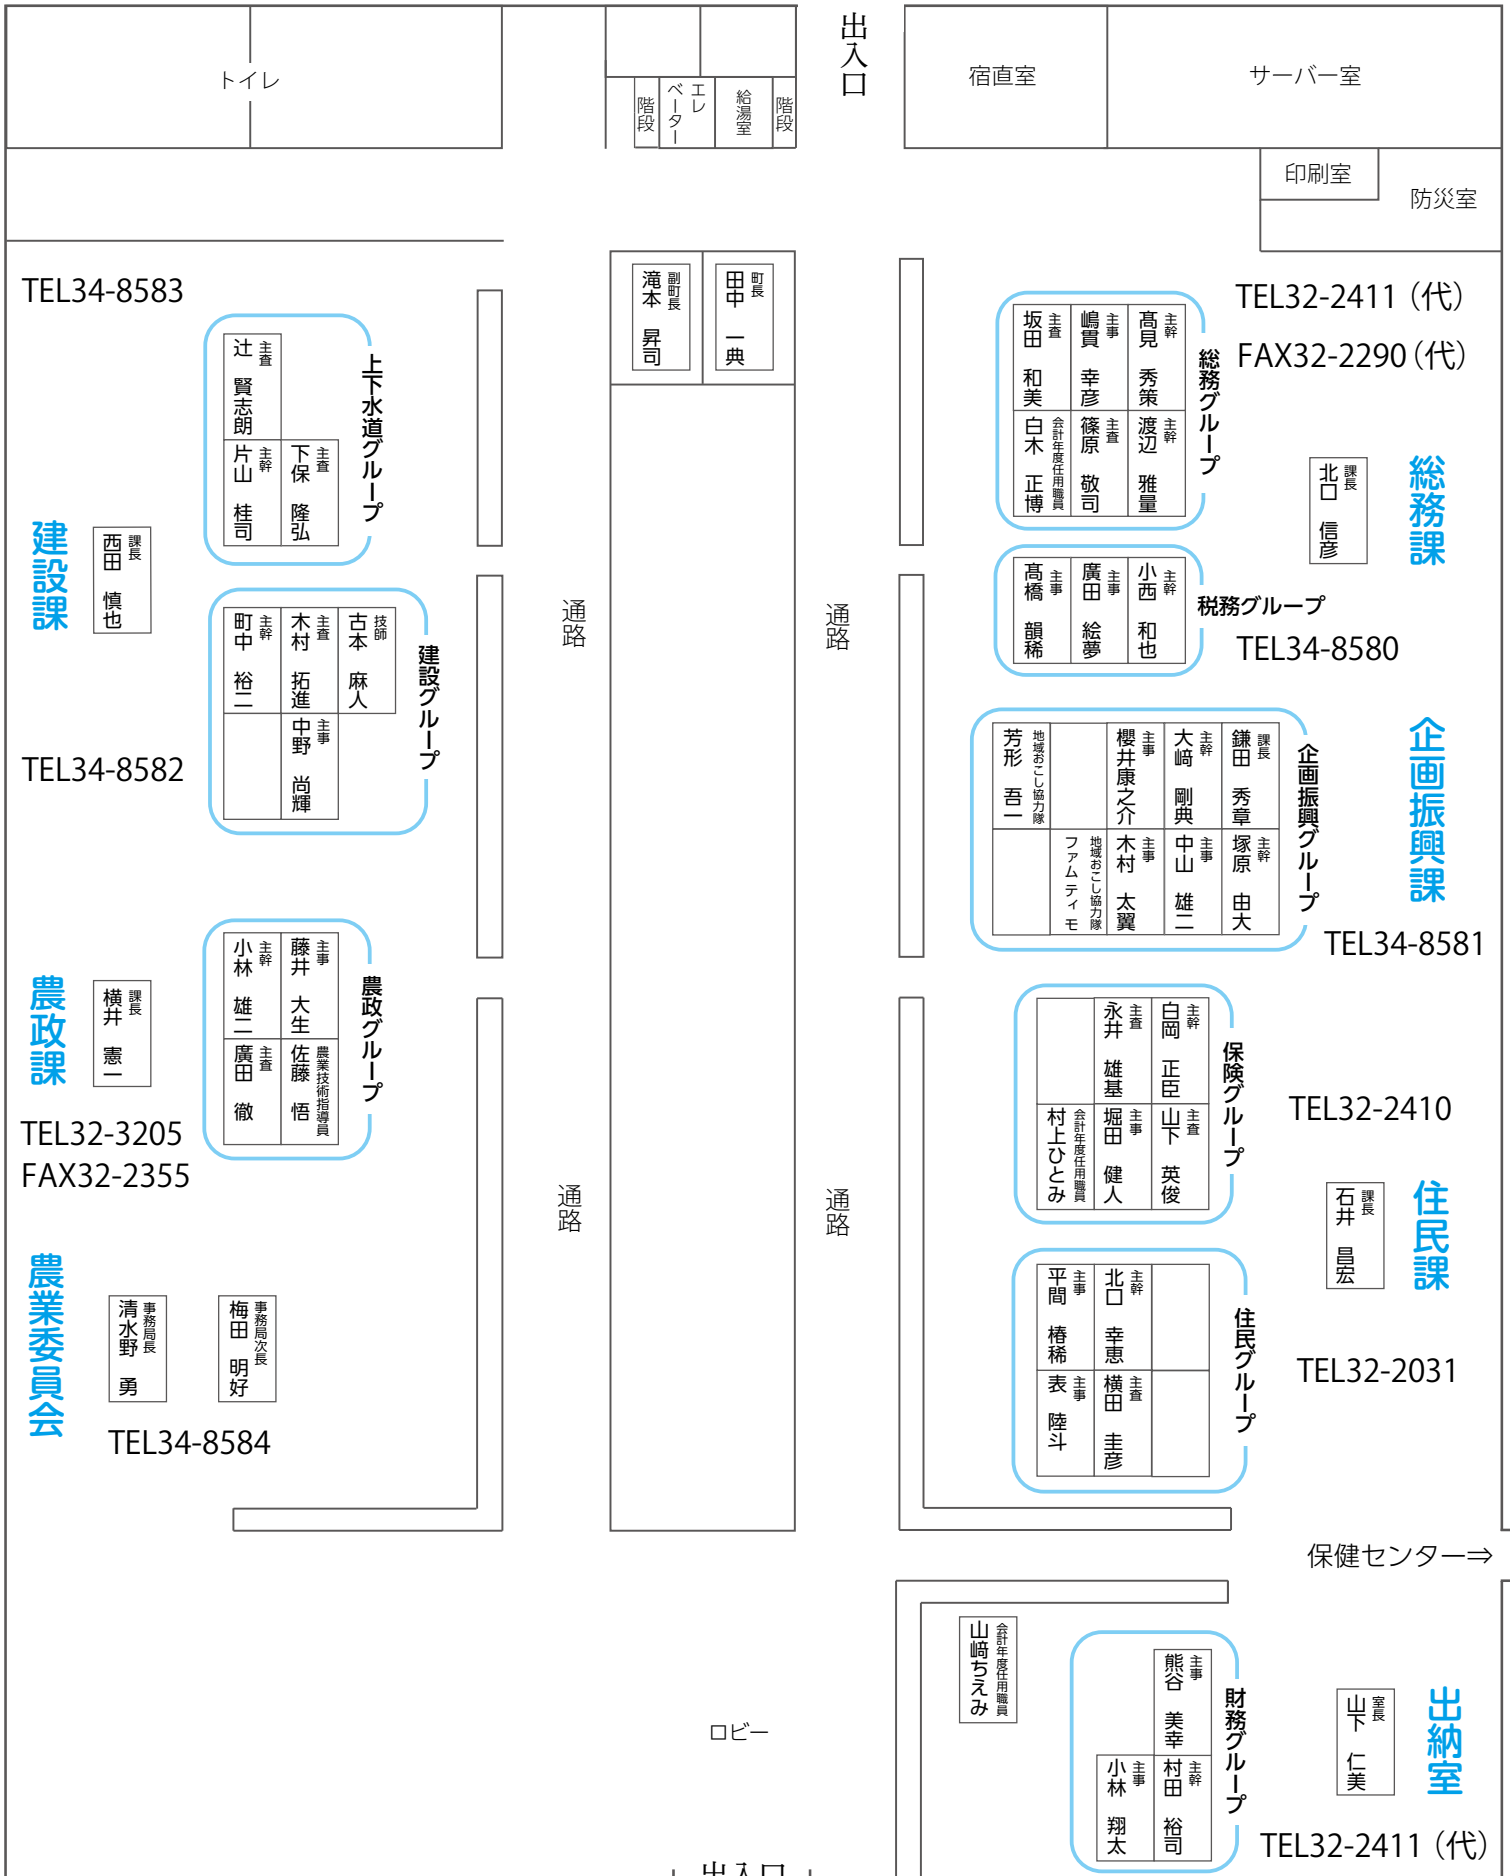 トイレ
階段
エレベーター
給湯室
階段
出入口
宿直室
サーバー室
印刷室
防災室
TEL34-8583
上下水道グループ
主査
辻 賢志朗
主幹
片山 桂司
主査
下保 隆弘
建設課
課長
西田 慎也
建設グループ
主幹
町中 裕二
主査
木村 拓進
技師
古本 麻人
主事
中野 尚輝
TEL34-8582
農政グループ
主幹
小林 雄二
主事
藤井 大生
主査
廣田 徹
農業技術指導員
佐藤 悟
農政課
課長
横井 憲一
TEL32-3205
FAX32-2355
農業委員会
事務局長
清水野 勇
事務局次長
梅田 明好
TEL34-8584
通路
通路
副町長
滝本 昇司
町長
田中 一典
通路
通路
TEL32-2411（代）
FAX32-2290（代）
総務グループ
主査
坂田 和美
主事
嶋貫 幸彦
主幹
髙見 秀策
会計年度任用職員
白木 正博
主査
篠原 敬司
主幹
渡辺 雅量
総務課
課長
北口 信彦
税務グループ
主事
髙橋 韻稀
主事
廣田 絵夢
主幹
小西 和也
TEL34-8580
企画振興課
企画振興グループ
地域おこし協力隊
芳形 吾一
主事
櫻井康之介
主幹
大﨑 剛典
課長
鎌田 秀章
地域おこし協力隊
ファム ティ モ
主事
木村 太翼
主事
中山 雄二
主幹
塚原 由大
TEL34-8581
保険グループ
主査
永井 雄基
主幹
白岡 正臣
会計年度任用職員
村上ひとみ
主事
堀田 健人
主査
山下 英俊
TEL32-2410
住民課
課長
石井 昌宏
住民グループ
主事
平間 椿稀
主幹
北口 幸恵
主事
表 陸斗
主査
横田 圭彦
TEL32-2031
保健センター⇒
会計年度任用職員
山﨑ちえみ
財務グループ
主事
熊谷 美幸
主事
小林 翔太
主幹
村田 裕司
出納室
室長
山下 仁美
TEL32-2411（代）
ロビー
出入口